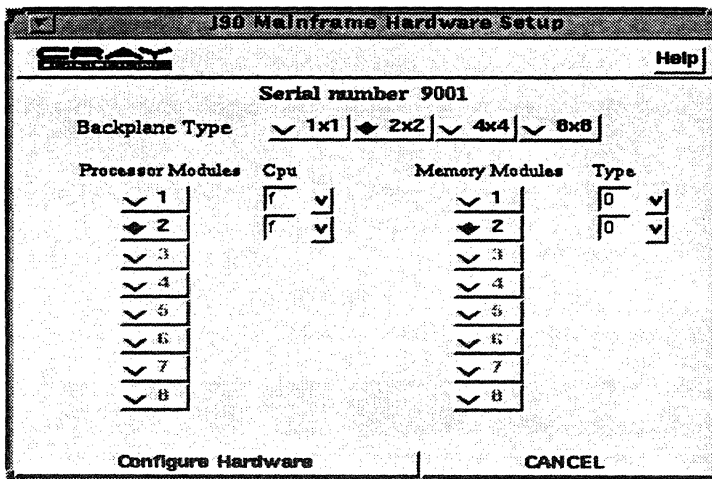 J90 Mainframe Hardware Setup
CRAY
Help
Serial number 9001
Backplane Type 1x1 2x2 4x4 8x8
Processor Modules Cpu Memory Modules Type
1 f 1 0
2 f 2 0
3 3
4 4
5 5
6 6
7 7
8 8
Configure Hardware CANCEL